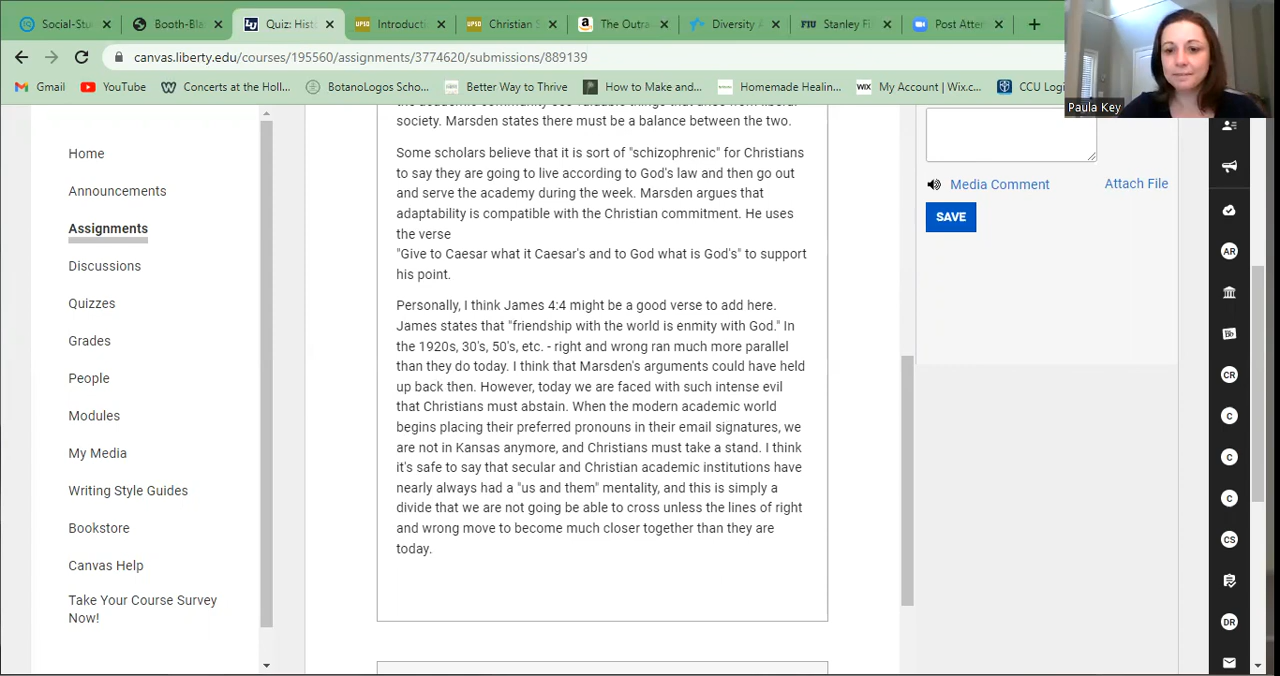 Social-Stu
Booth-Bla
Quiz: Hist
Introducti
Christian S
The Outra
Diversity A
Stanley Fi
Post Atten
canvas.liberty.edu/courses/195560/assignments/3774620/submissions/889139
Gmail
YouTube
Concerts at the Holl...
BotanoLogos Scho...
Better Way to Thrive
How to Make and...
Homemade Healin...
My Account | Wix.c...
CCU Logi
Paula Key
Home
Announcements
Assignments
Discussions
Quizzes
Grades
People
Modules
My Media
Writing Style Guides
Bookstore
Canvas Help
Take Your Course Survey
Now!
society. Marsden states there must be a balance between the two.
Some scholars believe that it is sort of "schizophrenic" for Christians
to say they are going to live according to God's law and then go out
and serve the academy during the week. Marsden argues that
adaptability is compatible with the Christian commitment. He uses
the verse
"Give to Caesar what it Caesar's and to God what is God's" to support
his point.
Personally, I think James 4:4 might be a good verse to add here.
James states that "friendship with the world is enmity with God." In
the 1920s, 30's, 50's, etc. - right and wrong ran much more parallel
than they do today. I think that Marsden's arguments could have held
up back then. However, today we are faced with such intense evil
that Christians must abstain. When the modern academic world
begins placing their preferred pronouns in their email signatures, we
are not in Kansas anymore, and Christians must take a stand. I think
it's safe to say that secular and Christian academic institutions have
nearly always had a "us and them" mentality, and this is simply a
divide that we are not going be able to cross unless the lines of right
and wrong move to become much closer together than they are
today.
Media Comment
Attach File
SAVE
AR
Bb
CR
C
C
C
CS
DR